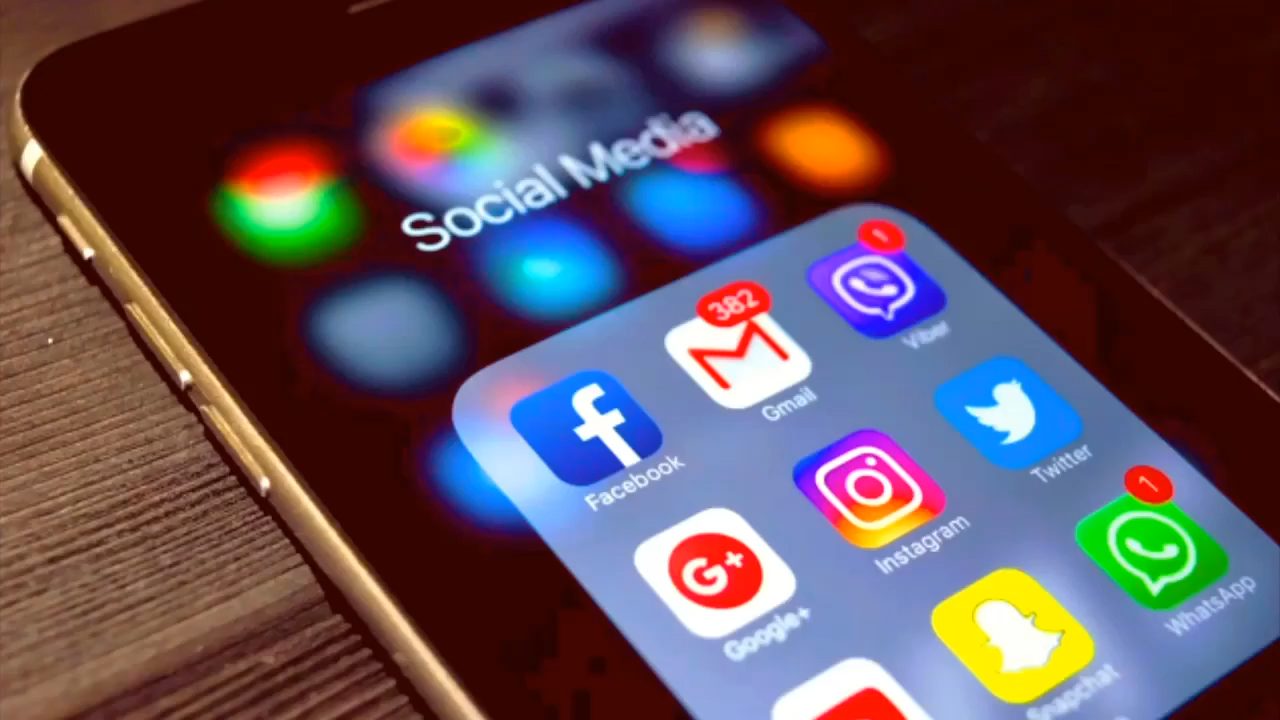 Social Media
1
382
Viber
Gmail
f
Facebook
Twitter
Instagram
1
G+
Google+
WhatsApp
Snapchat